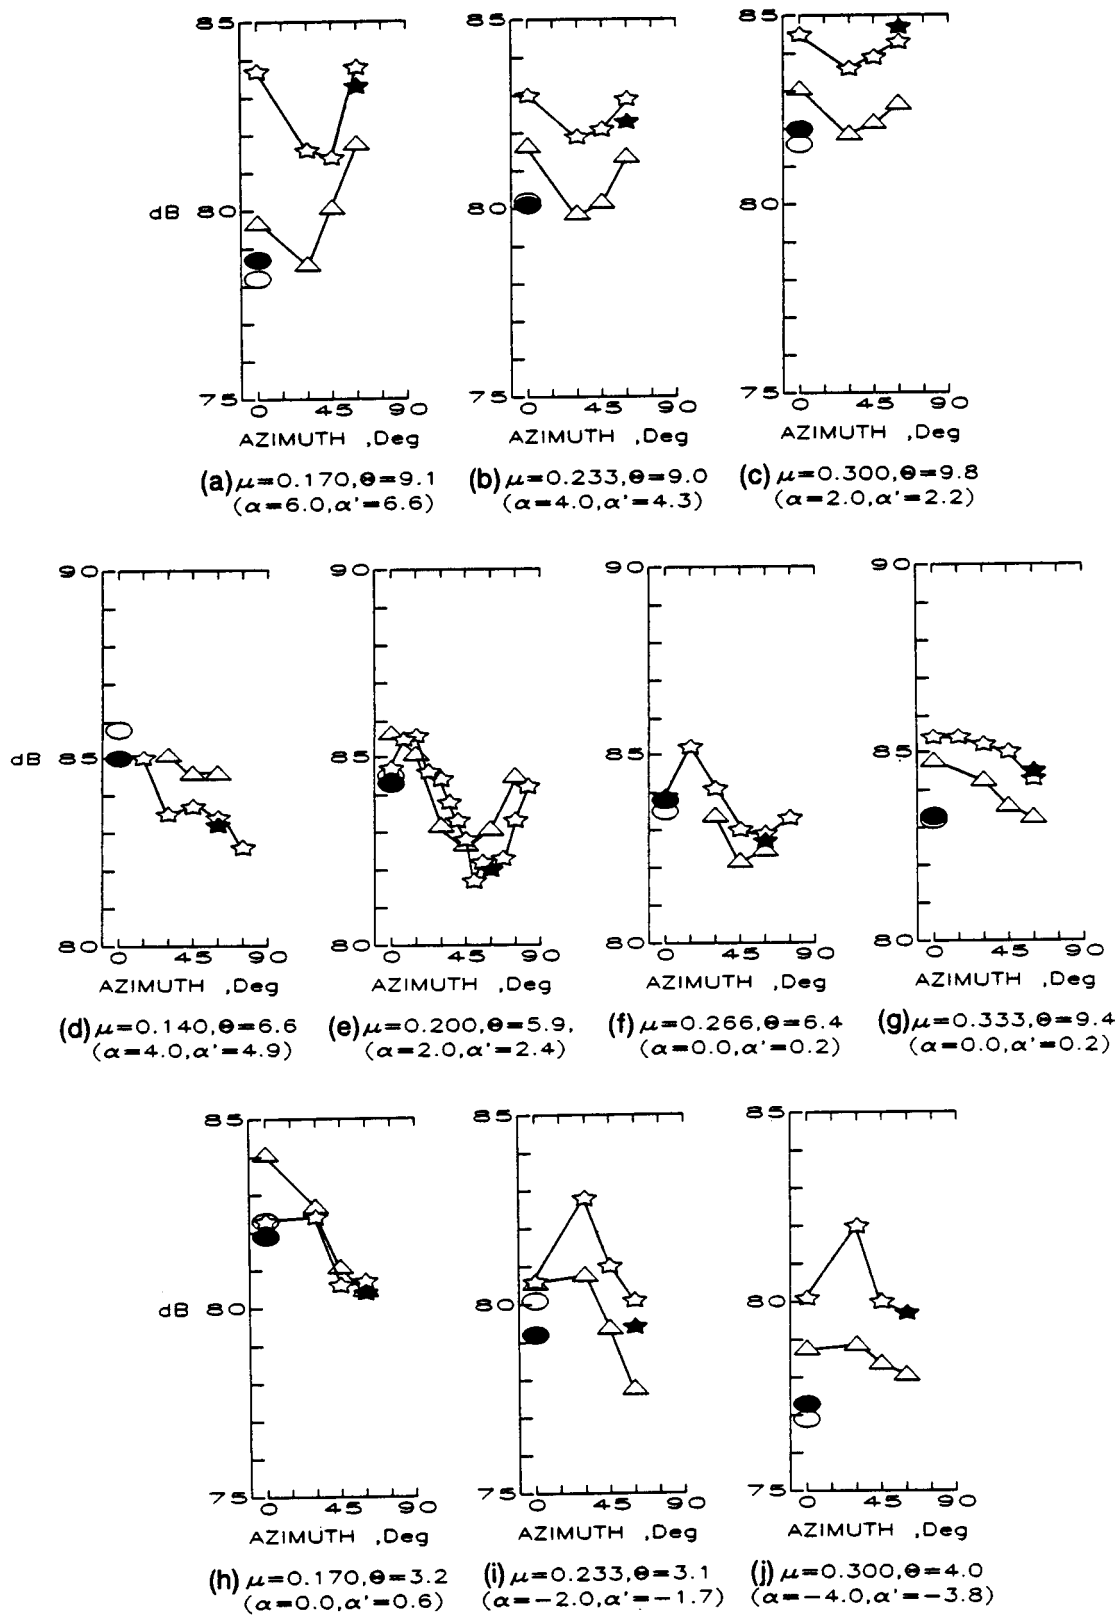 85 85 85
dB 80 80 80
75 75 75
0 45 90 0 45 90 0 45 90
AZIMUTH ,Deg AZIMUTH ,Deg AZIMUTH ,Deg
(a) μ=0.170,Θ=9.1 (b) μ=0.233,Θ=9.0 (c) μ=0.300,Θ=9.8
(α=6.0,α'=6.6) (α=4.0,α'=4.3) (α=2.0,α'=2.2)
90 90 90 90
dB 85 85 85 85
80 80 80 80
0 45 90 0 45 90 0 45 90 0 45 90
AZIMUTH ,Deg AZIMUTH ,Deg AZIMUTH ,Deg AZIMUTH ,Deg
(d) μ=0.140,Θ=6.6 (e) μ=0.200,Θ=5.9, (f) μ=0.266,Θ=6.4 (g) μ=0.333,Θ=9.4
(α=4.0,α'=4.9) (α=2.0,α'=2.4) (α=0.0,α'=0.2) (α=0.0,α'=0.2)
85 85 85
dB 80 80 80
75 75 75
0 45 90 0 45 90 0 45 90
AZIMUTH ,Deg AZIMUTH ,Deg AZIMUTH ,Deg
(h) μ=0.170,Θ=3.2 (i) μ=0.233,Θ=3.1 (j) μ=0.300,Θ=4.0
(α=0.0,α'=0.6) (α=−2.0,α'=−1.7) (α=−4.0,α'=−3.8)